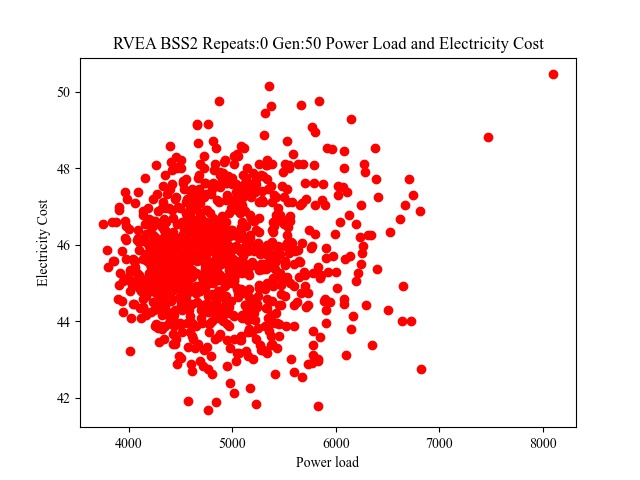 RVEA BSS2 Repeats:0 Gen:50 Power Load and Electricity Cost
50
48
46
44
42
Electricity Cost
4000 5000 6000 7000 8000
Power load